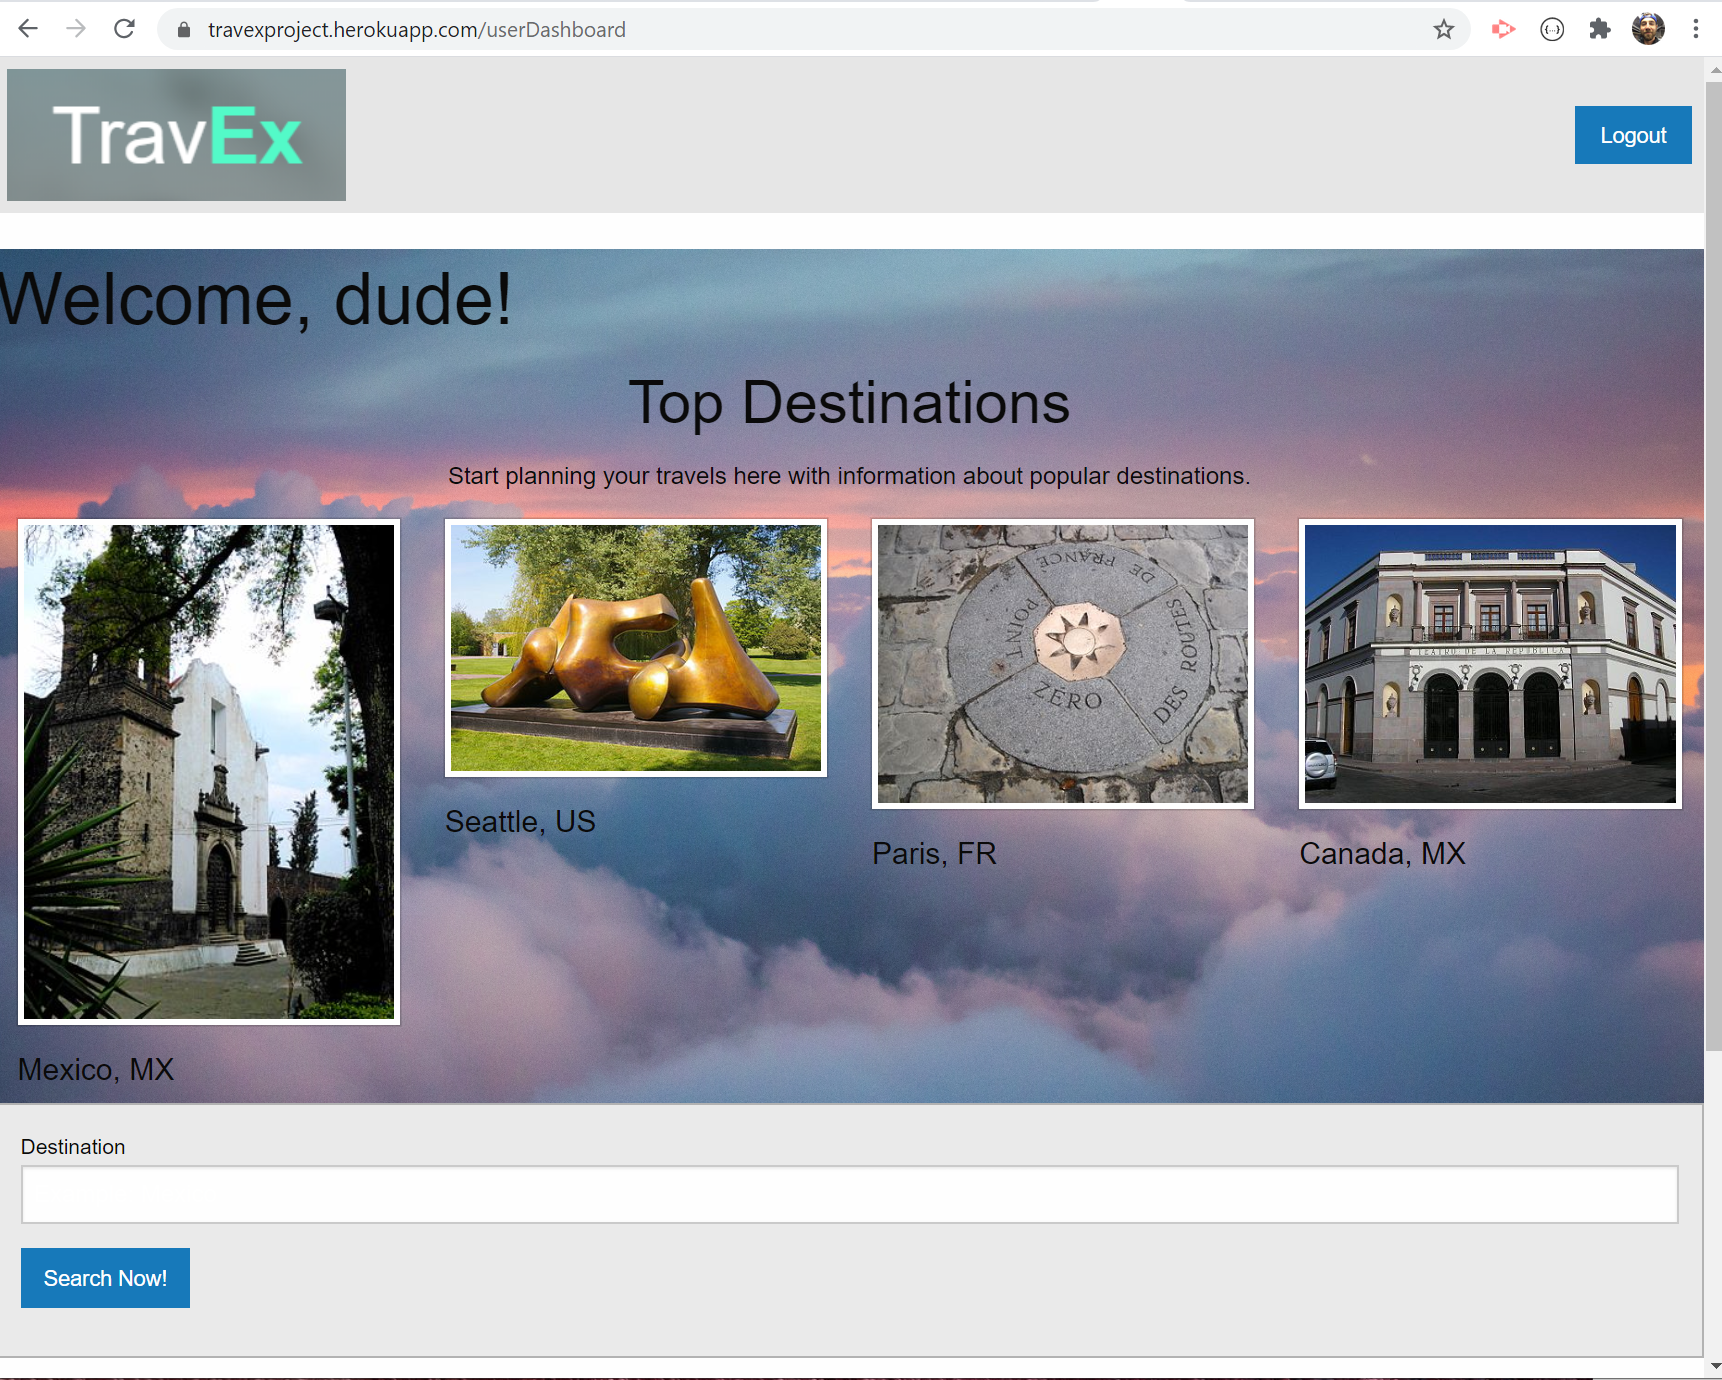 travexproject.herokuapp.com/userDashboard
TravEx
Logout
Welcome, dude!
Top Destinations
Start planning your travels here with information about popular destinations.
DE FRANCE
POINT
ZERO
DES ROUTES
TEATRO DE LA REPUBLICA
Seattle, US
Paris, FR
Canada, MX
Mexico, MX
Destination
Search Now!